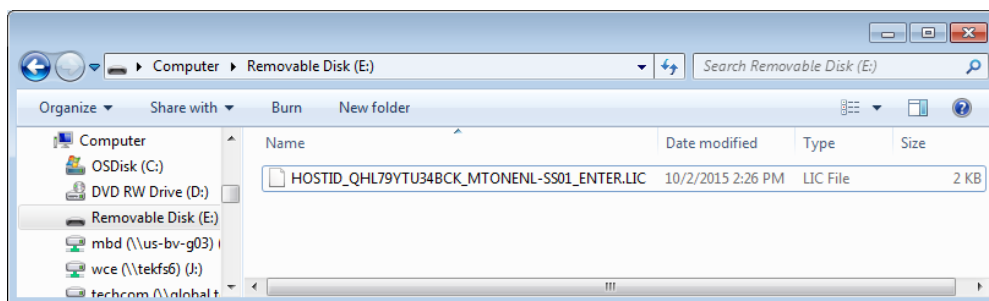 Computer Removable Disk (E:) Search Removable Disk (E:)
Organize Share with Burn New folder
Computer
OSDisk (C:)
DVD RW Drive (D:)
Removable Disk (E:)
mbd (\\us-bv-g03) (
wce (\\tekfs6) (J:)
techcom (\\global t
Name Date modified Type Size
HOSTID_QHL79YTU34BCK_MTONENL-SS01_ENTER.LIC 10/2/2015 2:26 PM LIC File 2 KB